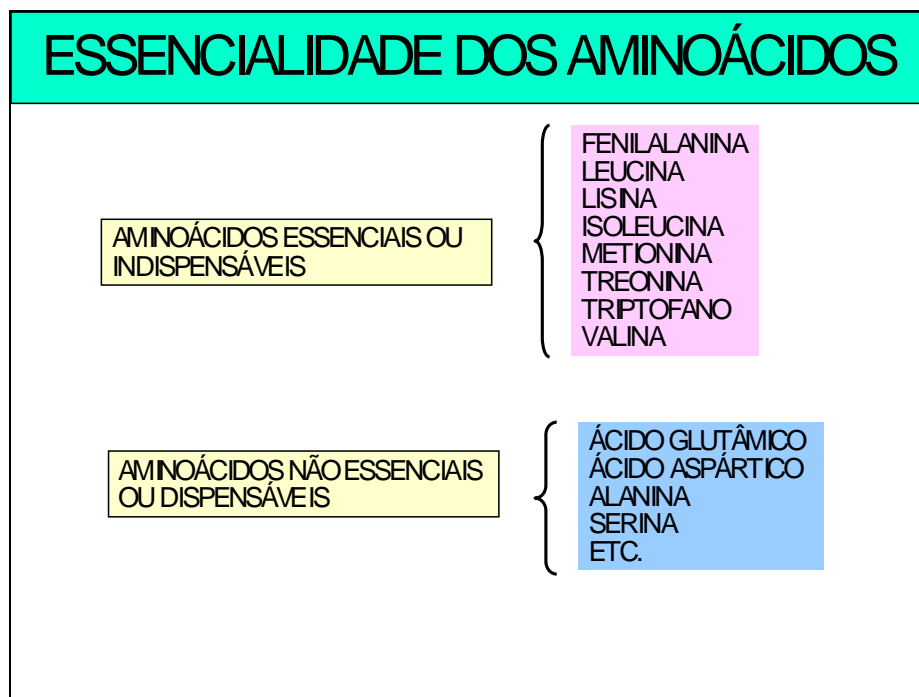 ESSENCIALIDADE DOS AMINOÁCIDOS
AMINOÁCIDOS ESSENCIAIS OU
INDISPENSÁVEIS
FENILALANINA
LEUCINA
LISINA
ISOLEUCINA
METIONINA
TREONINA
TRIPTOFANO
VALINA
AMINOÁCIDOS NÃO ESSENCIAIS
OU DISPENSÁVEIS
ÁCIDO GLUTÂMICO
ÁCIDO ASPÁRTICO
ALANINA
SERINA
ETC.